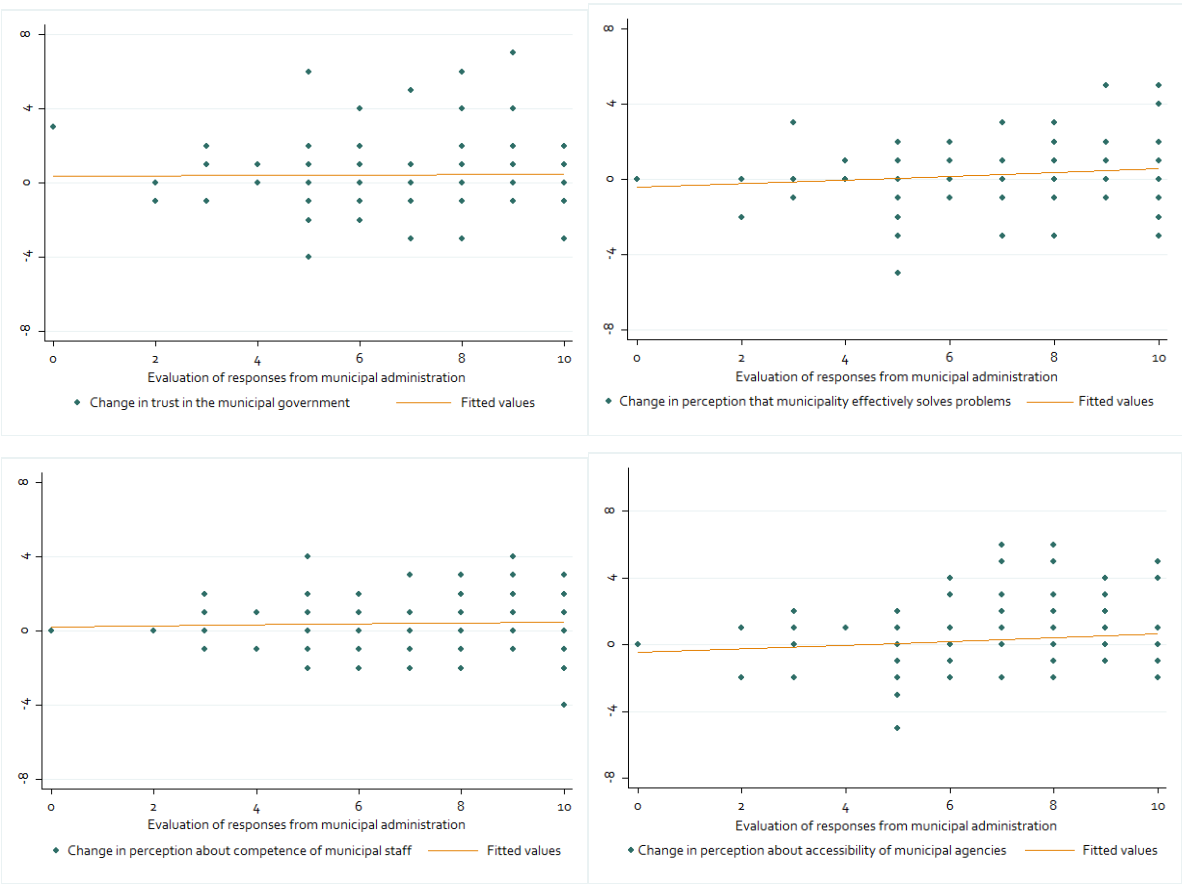 8
4
0
-4
-8
0 2 4 6 8 10
Evaluation of responses from municipal administration
Change in trust in the municipal government Fitted values
8
4
0
-4
-8
0 2 4 6 8 10
Evaluation of responses from municipal administration
Change in perception that municipality effectively solves problems Fitted values
8
4
0
-4
-8
0 2 4 6 8 10
Evaluation of responses from municipal administration
Change in perception about competence of municipal staff Fitted values
8
4
0
-4
-8
0 2 4 6 8 10
Evaluation of responses from municipal administration
Change in perception about accessibility of municipal agencies Fitted values